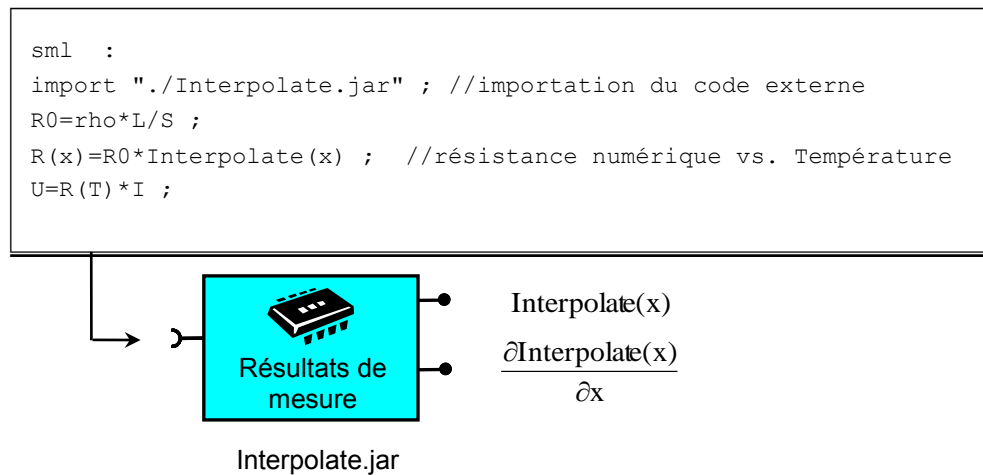 sml  :
import "./Interpolate.jar" ; //importation du code externe
R0=rho*L/S ;
R(x)=R0*Interpolate(x) ;  //résistance numérique vs. Température
U=R(T)*I ;
Interpolate(x)
∂Interpolate(x)
∂x
Résultats de
mesure
Interpolate.jar